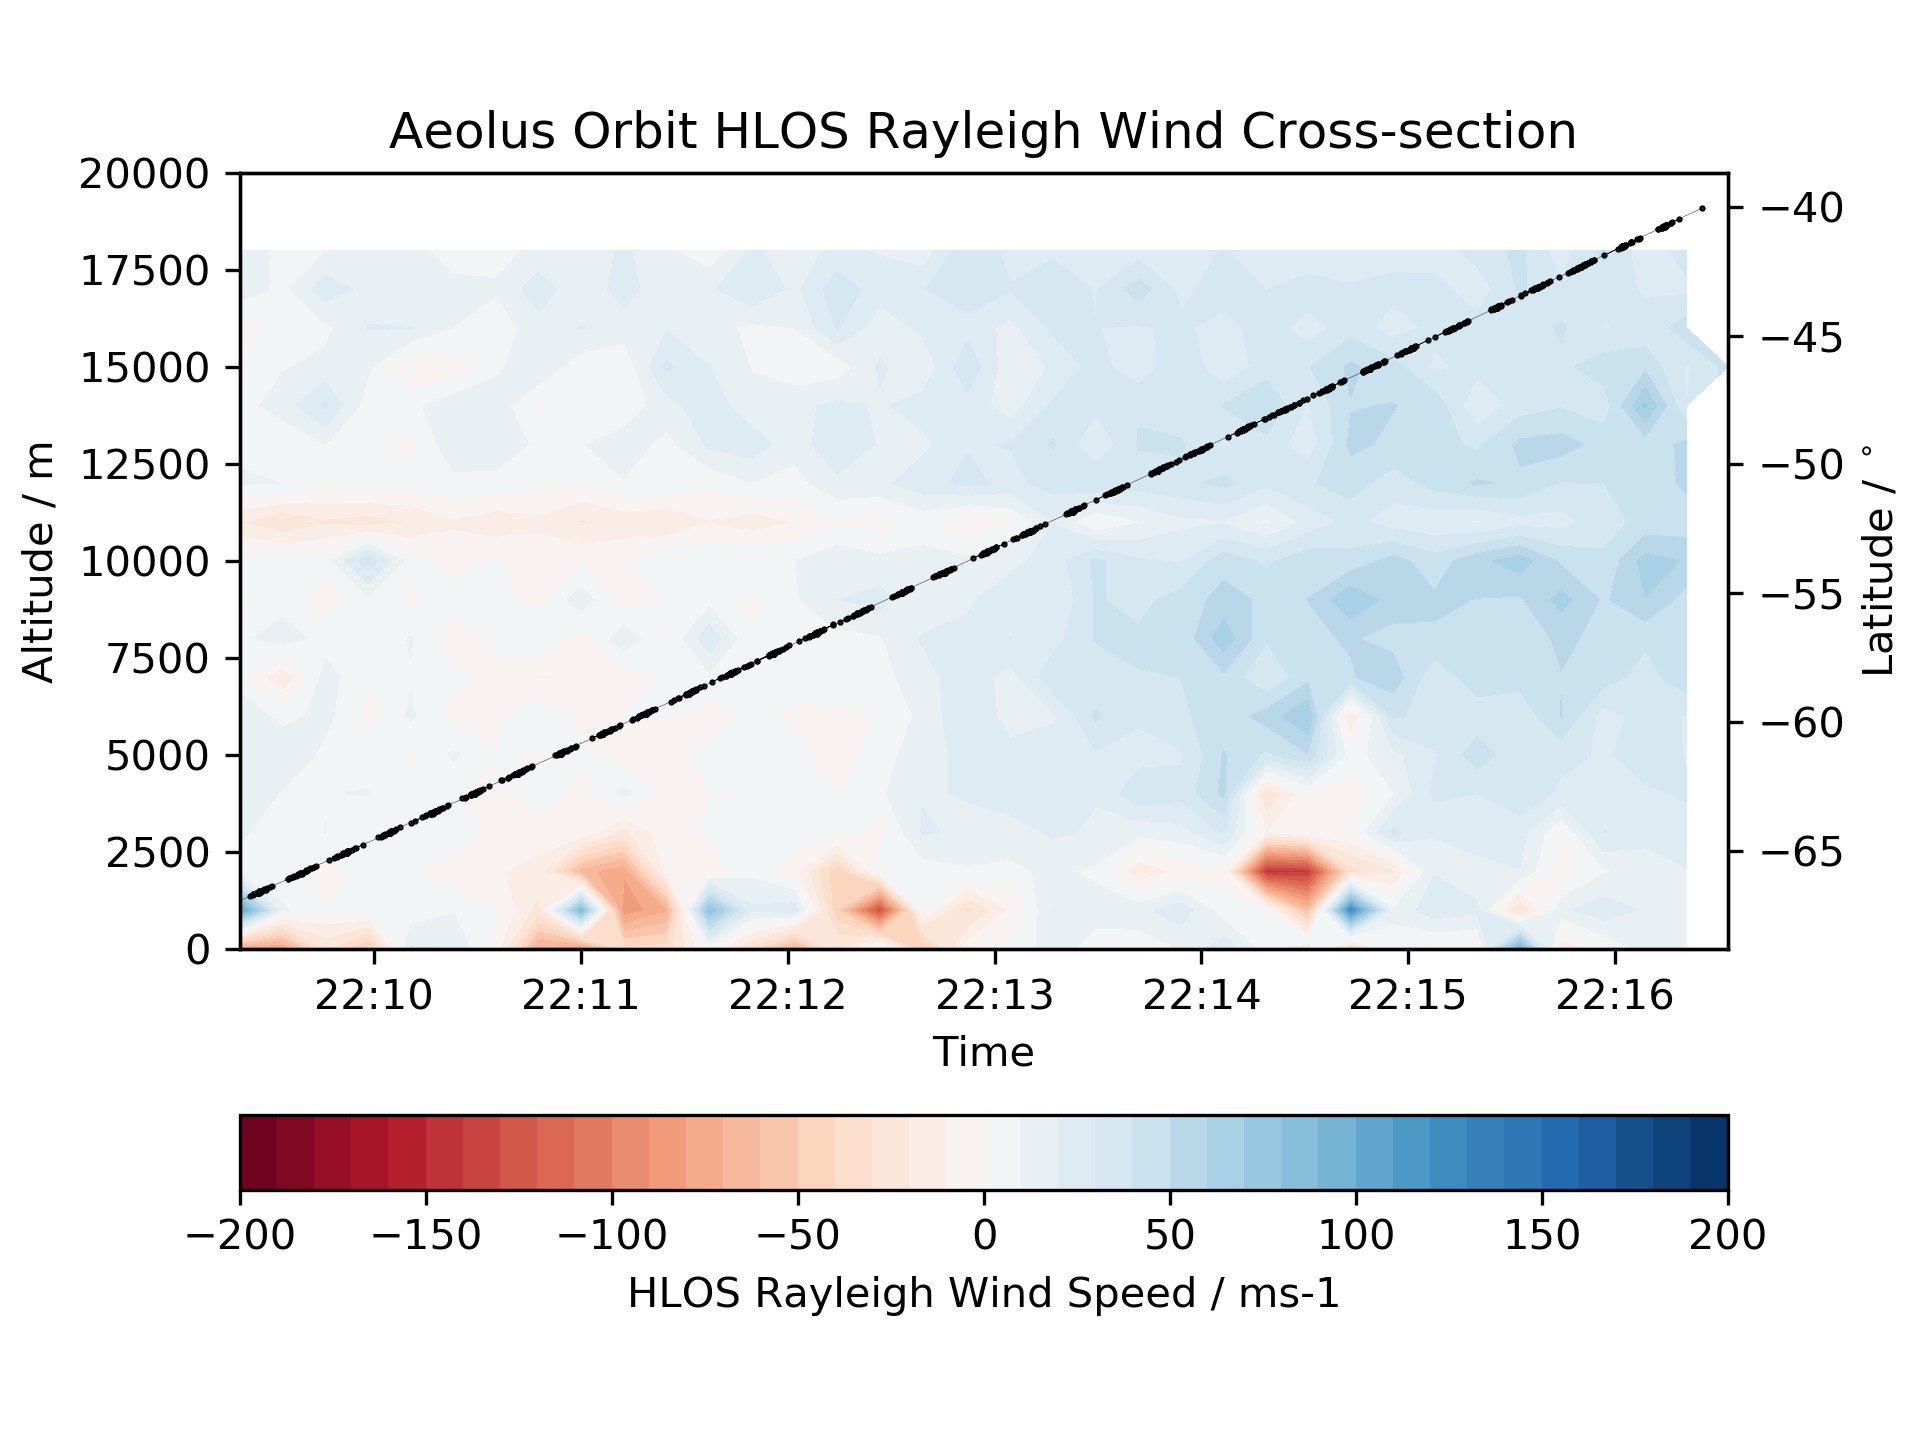 Aeolus Orbit HLOS Rayleigh Wind Cross-section
20000
17500
15000
12500
10000
7500
5000
2500
0
Altitude / m
−40
−45
−50
−55
−60
−65
Latitude / °
22:10 22:11 22:12 22:13 22:14 22:15 22:16
Time
−200 −150 −100 −50 0 50 100 150 200
HLOS Rayleigh Wind Speed / ms-1